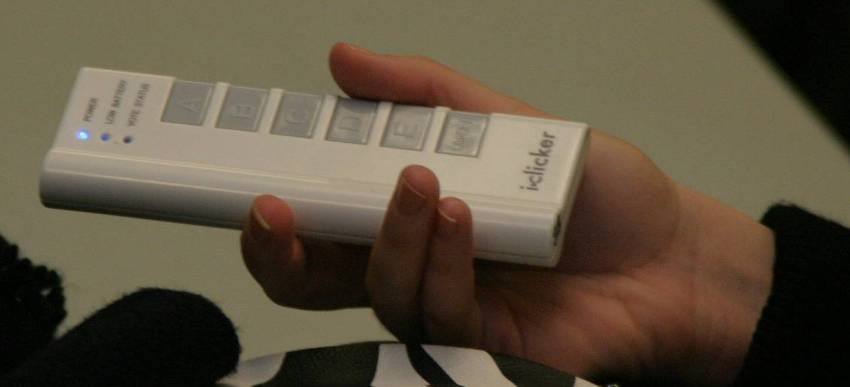 POWER
LOW BATTERY
VOTE STATUS
A
B
C
D
E
i>clicker